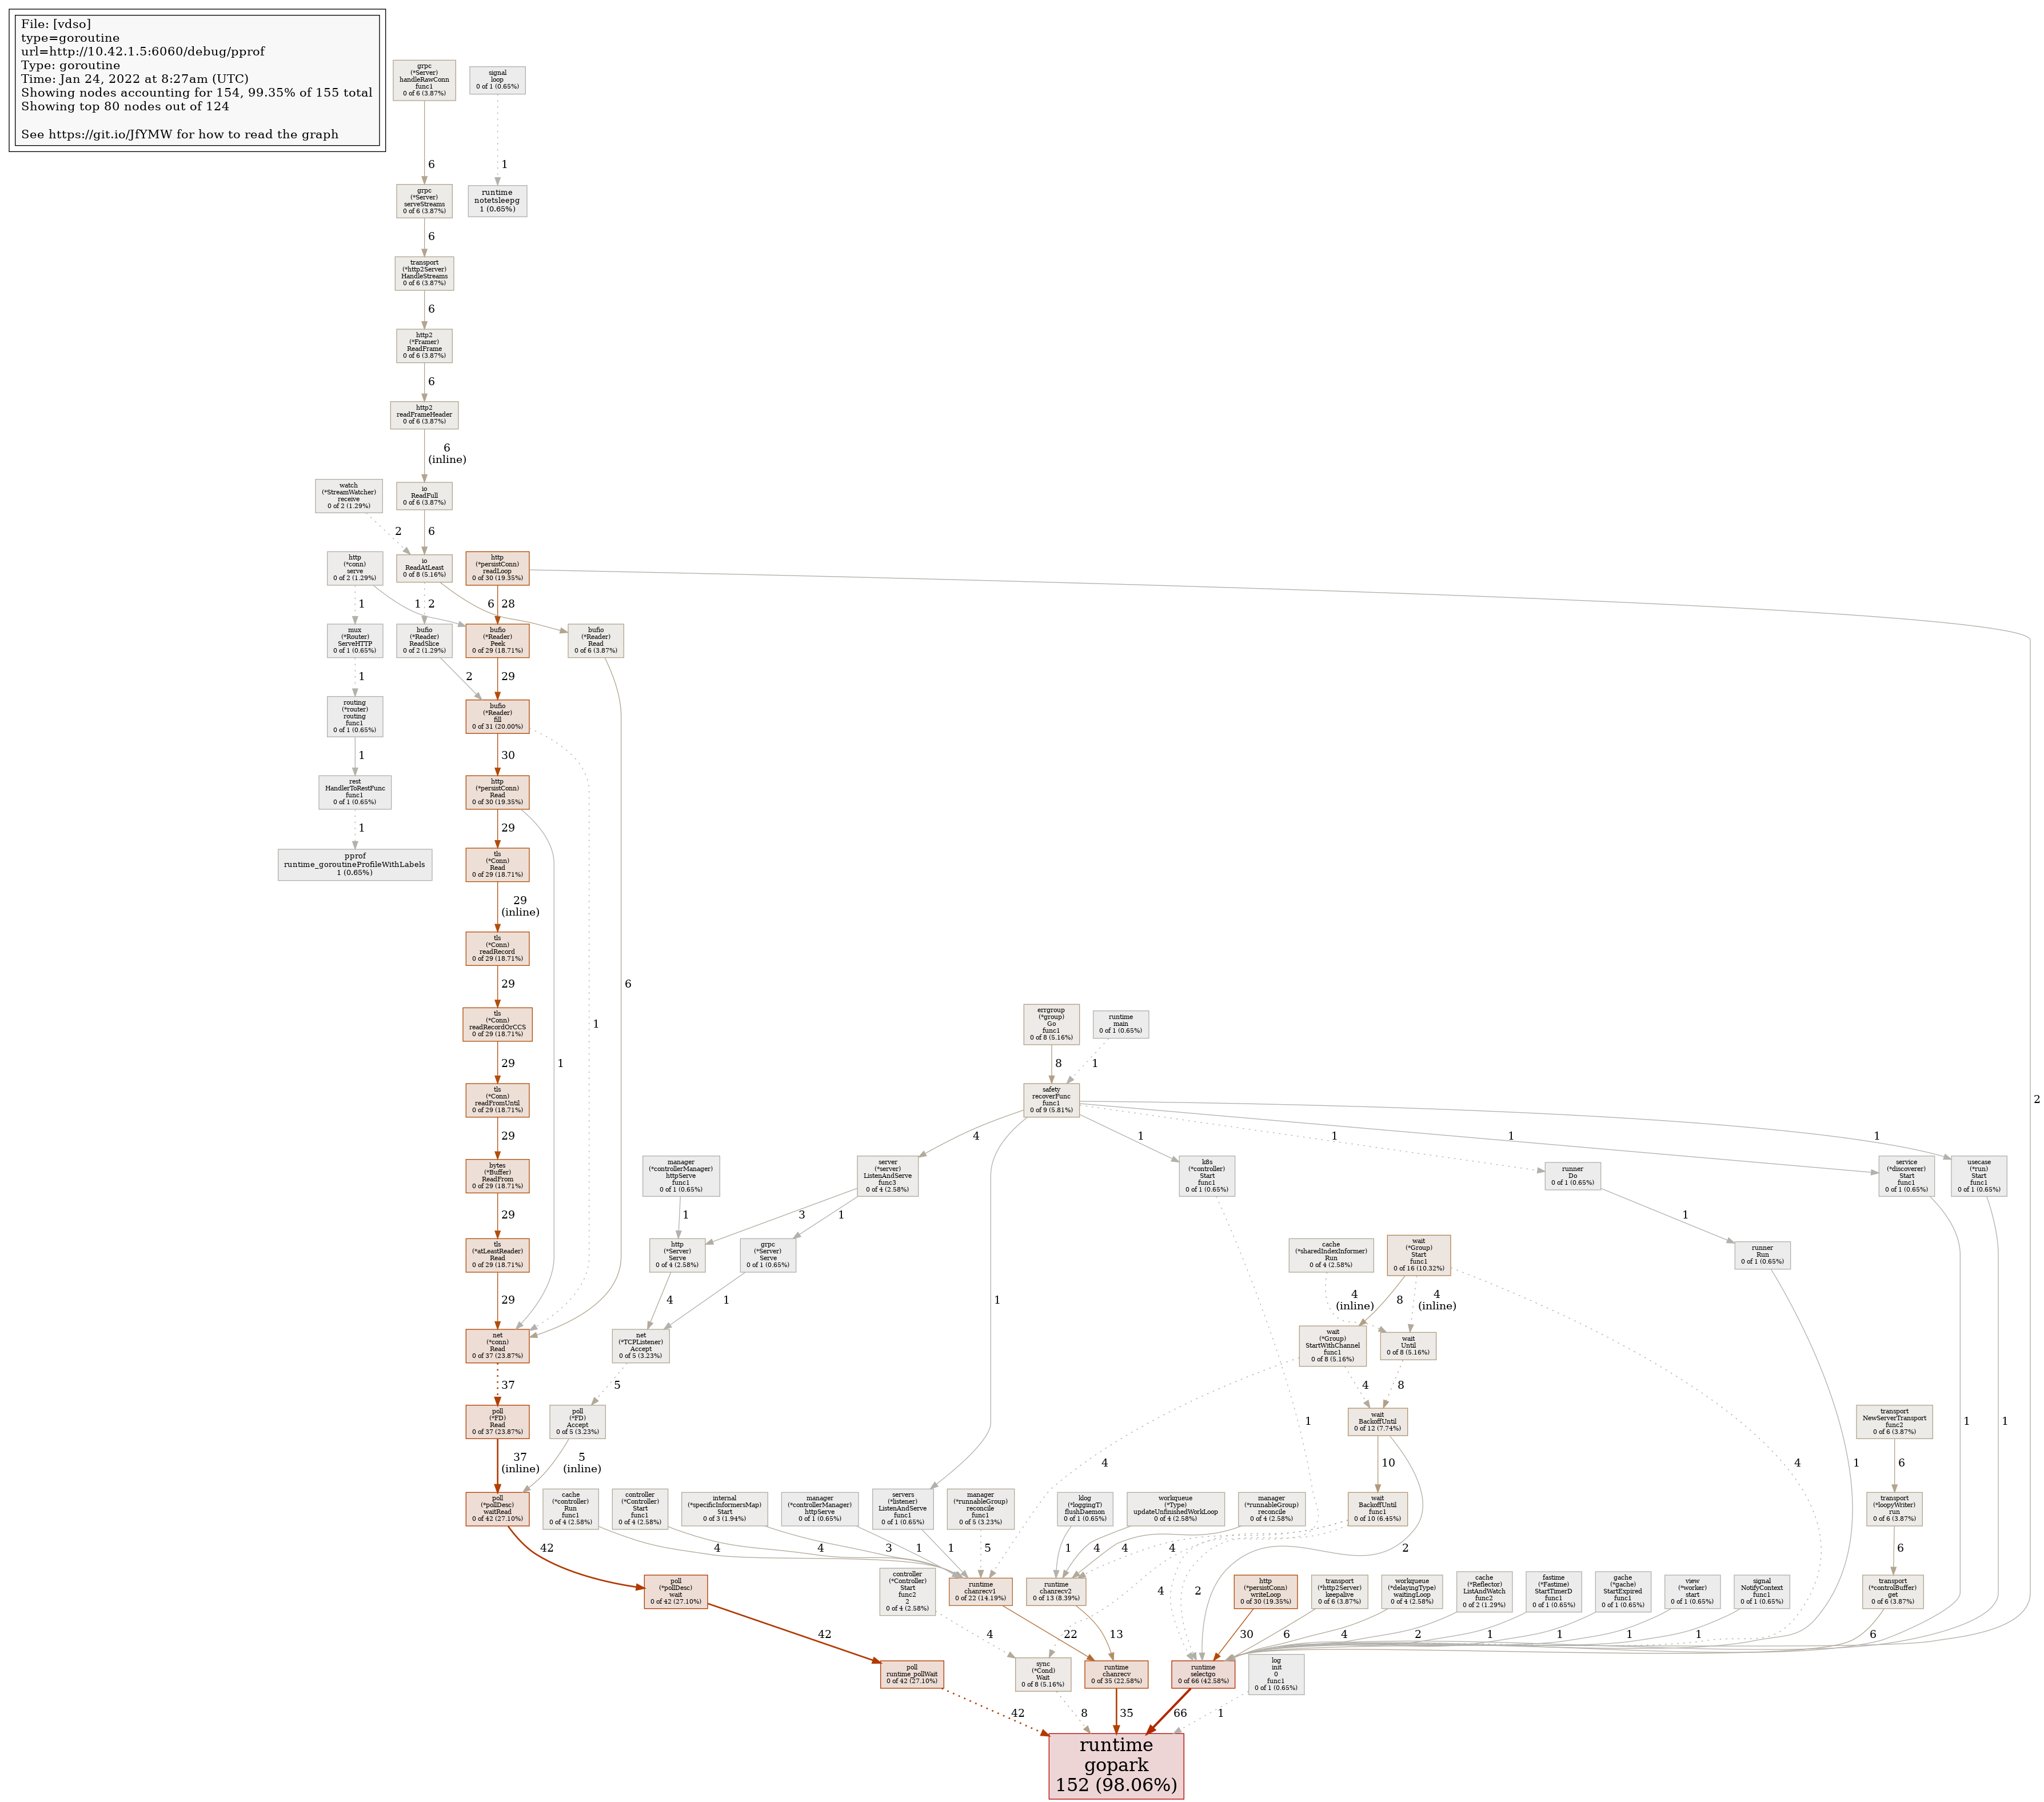 File: [vdso]
type=goroutine
url=http://10.42.1.5:6060/debug/pprof
Type: goroutine
Time: Jan 24, 2022 at 8:27am (UTC)
Showing nodes accounting for 154, 99.35% of 155 total
Showing top 80 nodes out of 124
See https://git.io/JfYMW for how to read the graph
grpc
(*Server)
handleRawConn
func1
0 of 6 (3.87%)
signal
loop
0 of 1 (0.65%)
6
1
grpc
(*Server)
serveStreams
0 of 6 (3.87%)
runtime
notetsleepg
1 (0.65%)
6
transport
(*http2Server)
HandleStreams
0 of 6 (3.87%)
6
http2
(*Framer)
ReadFrame
0 of 6 (3.87%)
6
http2
readFrameHeader
0 of 6 (3.87%)
6
(inline)
watch
(*StreamWatcher)
receive
0 of 2 (1.29%)
io
ReadFull
0 of 6 (3.87%)
2
6
http
(*conn)
serve
0 of 2 (1.29%)
io
ReadAtLeast
0 of 8 (5.16%)
http
(*persistConn)
readLoop
0 of 30 (19.35%)
1
1
2
6
28
mux
(*Router)
ServeHTTP
0 of 1 (0.65%)
bufio
(*Reader)
ReadSlice
0 of 2 (1.29%)
bufio
(*Reader)
Peek
0 of 29 (18.71%)
bufio
(*Reader)
Read
0 of 6 (3.87%)
1
2
29
routing
(*router)
routing
func1
0 of 1 (0.65%)
bufio
(*Reader)
fill
0 of 31 (20.00%)
1
30
rest
HandlerToRestFunc
func1
0 of 1 (0.65%)
http
(*persistConn)
Read
0 of 30 (19.35%)
1
29
pprof
runtime_goroutineProfileWithLabels
1 (0.65%)
tls
(*Conn)
Read
0 of 29 (18.71%)
29
(inline)
tls
(*Conn)
readRecord
0 of 29 (18.71%)
29
6
tls
(*Conn)
readRecordOrCCS
0 of 29 (18.71%)
1
29
1
errgroup
(*group)
Go
func1
0 of 8 (5.16%)
runtime
main
0 of 1 (0.65%)
8
1
tls
(*Conn)
readFromUntil
0 of 29 (18.71%)
safety
recoverFunc
func1
0 of 9 (5.81%)
2
29
4
1
1
1
1
bytes
(*Buffer)
ReadFrom
0 of 29 (18.71%)
manager
(*controllerManager)
httpServe
func1
0 of 1 (0.65%)
server
(*server)
ListenAndServe
func3
0 of 4 (2.58%)
k8s
(*controller)
Start
func1
0 of 1 (0.65%)
runner
Do
0 of 1 (0.65%)
service
(*discoverer)
Start
func1
0 of 1 (0.65%)
usecase
(*run)
Start
func1
0 of 1 (0.65%)
29
1
3
1
1
tls
(*atLeastReader)
Read
0 of 29 (18.71%)
http
(*Server)
Serve
0 of 4 (2.58%)
grpc
(*Server)
Serve
0 of 1 (0.65%)
cache
(*sharedIndexInformer)
Run
0 of 4 (2.58%)
wait
(*Group)
Start
func1
0 of 16 (10.32%)
runner
Run
0 of 1 (0.65%)
29
4
1
1
4
(inline)
8
4
(inline)
net
(*conn)
Read
0 of 37 (23.87%)
net
(*TCPListener)
Accept
0 of 5 (3.23%)
wait
(*Group)
StartWithChannel
func1
0 of 8 (5.16%)
wait
Until
0 of 8 (5.16%)
37
5
4
8
poll
(*FD)
Read
0 of 37 (23.87%)
poll
(*FD)
Accept
0 of 5 (3.23%)
1
wait
BackoffUntil
0 of 12 (7.74%)
transport
NewServerTransport
func2
0 of 6 (3.87%)
1
1
37
(inline)
5
(inline)
4
10
4
1
6
poll
(*pollDesc)
waitRead
0 of 42 (27.10%)
cache
(*controller)
Run
func1
0 of 4 (2.58%)
controller
(*Controller)
Start
func1
0 of 4 (2.58%)
internal
(*specificInformersMap)
Start
0 of 3 (1.94%)
manager
(*controllerManager)
httpServe
0 of 1 (0.65%)
servers
(*listener)
ListenAndServe
func1
0 of 1 (0.65%)
manager
(*runnableGroup)
reconcile
func1
0 of 5 (3.23%)
klog
(*loggingT)
flushDaemon
0 of 1 (0.65%)
workqueue
(*Type)
updateUnfinishedWorkLoop
0 of 4 (2.58%)
manager
(*runnableGroup)
reconcile
0 of 4 (2.58%)
wait
BackoffUntil
func1
0 of 10 (6.45%)
transport
(*loopyWriter)
run
0 of 6 (3.87%)
42
4
4
3
1
1
5
1
4
4
4
2
6
poll
(*pollDesc)
wait
0 of 42 (27.10%)
controller
(*Controller)
Start
func2
2
0 of 4 (2.58%)
runtime
chanrecv1
0 of 22 (14.19%)
runtime
chanrecv2
0 of 13 (8.39%)
4
2
http
(*persistConn)
writeLoop
0 of 30 (19.35%)
transport
(*http2Server)
keepalive
0 of 6 (3.87%)
workqueue
(*delayingType)
waitingLoop
0 of 4 (2.58%)
cache
(*Reflector)
ListAndWatch
func2
0 of 2 (1.29%)
fastime
(*Fastime)
StartTimerD
func1
0 of 1 (0.65%)
gache
(*gache)
StartExpired
func1
0 of 1 (0.65%)
view
(*worker)
start
0 of 1 (0.65%)
signal
NotifyContext
func1
0 of 1 (0.65%)
transport
(*controlBuffer)
get
0 of 6 (3.87%)
42
4
22
13
30
6
4
2
1
1
1
1
6
poll
runtime_pollWait
0 of 42 (27.10%)
sync
(*Cond)
Wait
0 of 8 (5.16%)
runtime
chanrecv
0 of 35 (22.58%)
runtime
selectgo
0 of 66 (42.58%)
log
init
0
func1
0 of 1 (0.65%)
42
8
35
66
1
runtime
gopark
152 (98.06%)